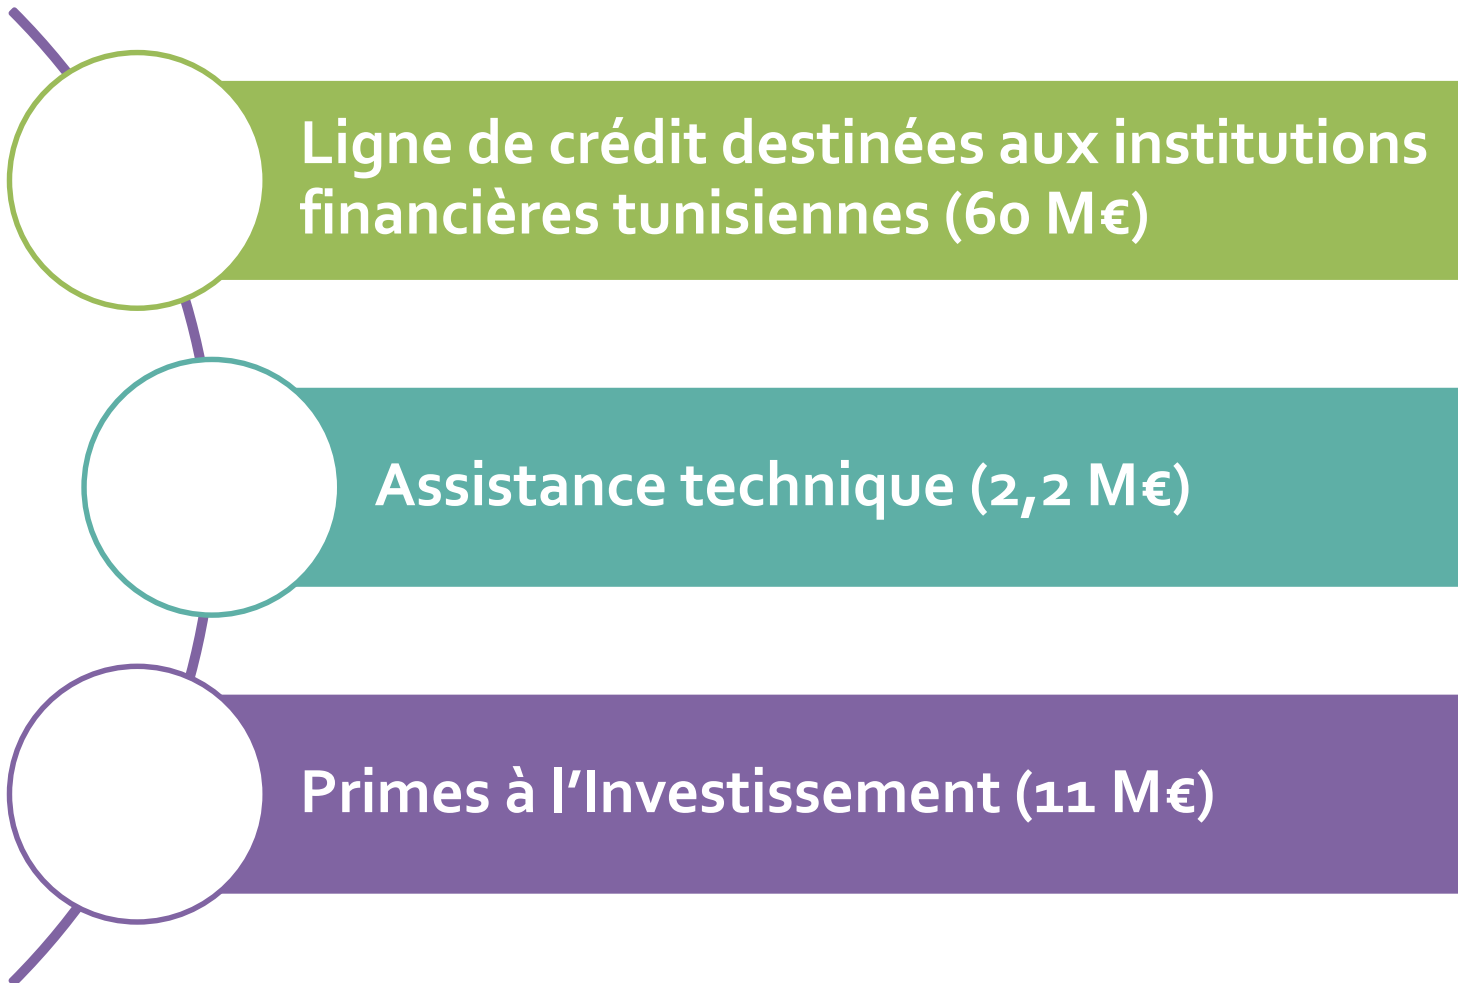 Ligne de crédit destinées aux institutions
financières tunisiennes (60 M€)
Assistance technique (2,2 M€)
Primes à l’Investissement (11 M€)